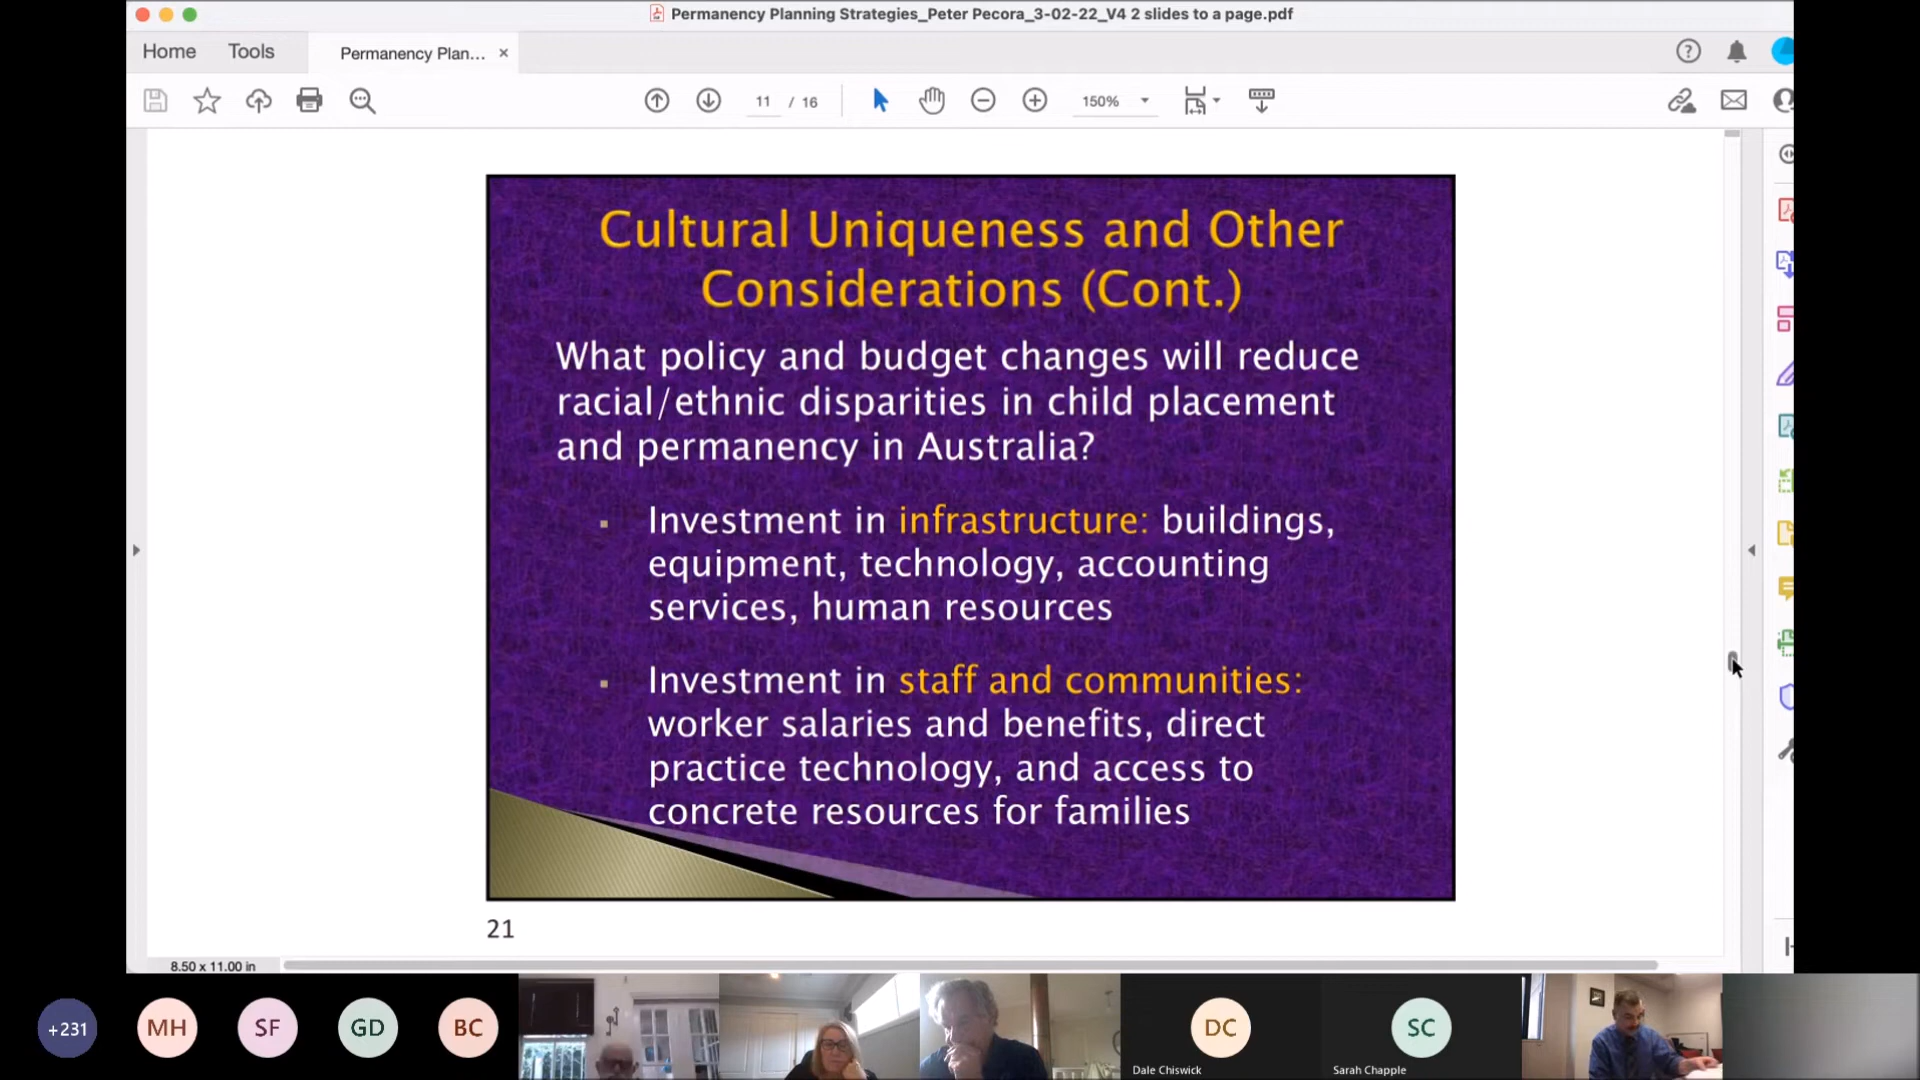 Permanency Planning Strategies_Peter Pecora_3-02-22_V4 2 slides to a page.pdf
Home Tools Permanency Plan... ×
11 / 16 150%
Cultural Uniqueness and Other
Considerations (Cont.)
What policy and budget changes will reduce
racial/ethnic disparities in child placement
and permanency in Australia?
▪ Investment in infrastructure: buildings,
equipment, technology, accounting
services, human resources
▪ Investment in staff and communities:
worker salaries and benefits, direct
practice technology, and access to
concrete resources for families
21
8.50 x 11.00 in
+231 MH SF GD BC DC SC
Dale Chiswick Sarah Chapple